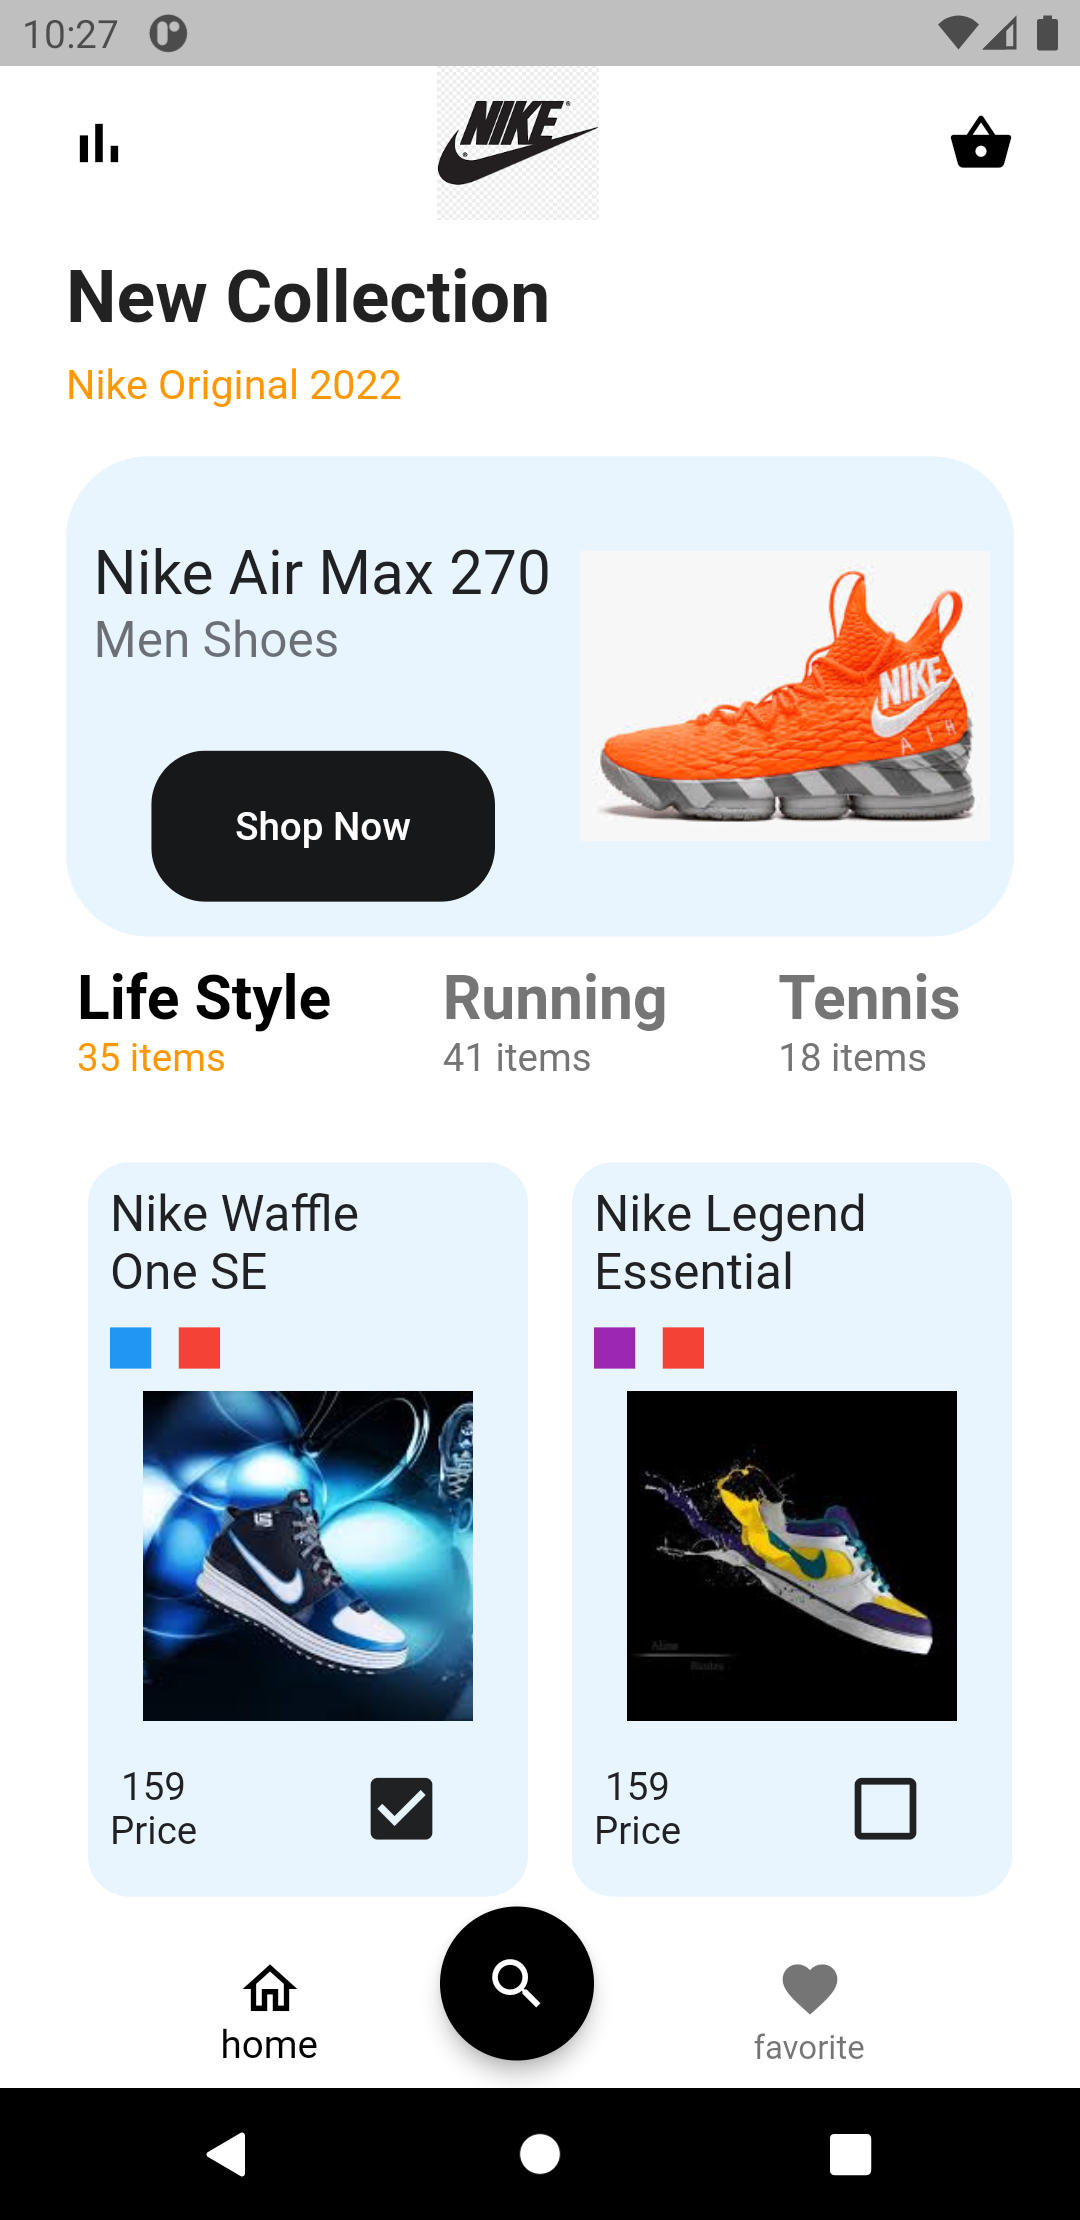 10:27
NIKE
New Collection
Nike Original 2022
Nike Air Max 270
Men Shoes
NIKE
AIR
Shop Now
Life Style
Running
Tennis
35 items
41 items
18 items
Nike Waffle
One SE
Nike Legend
Essential
159
Price
159
Price
home
favorite